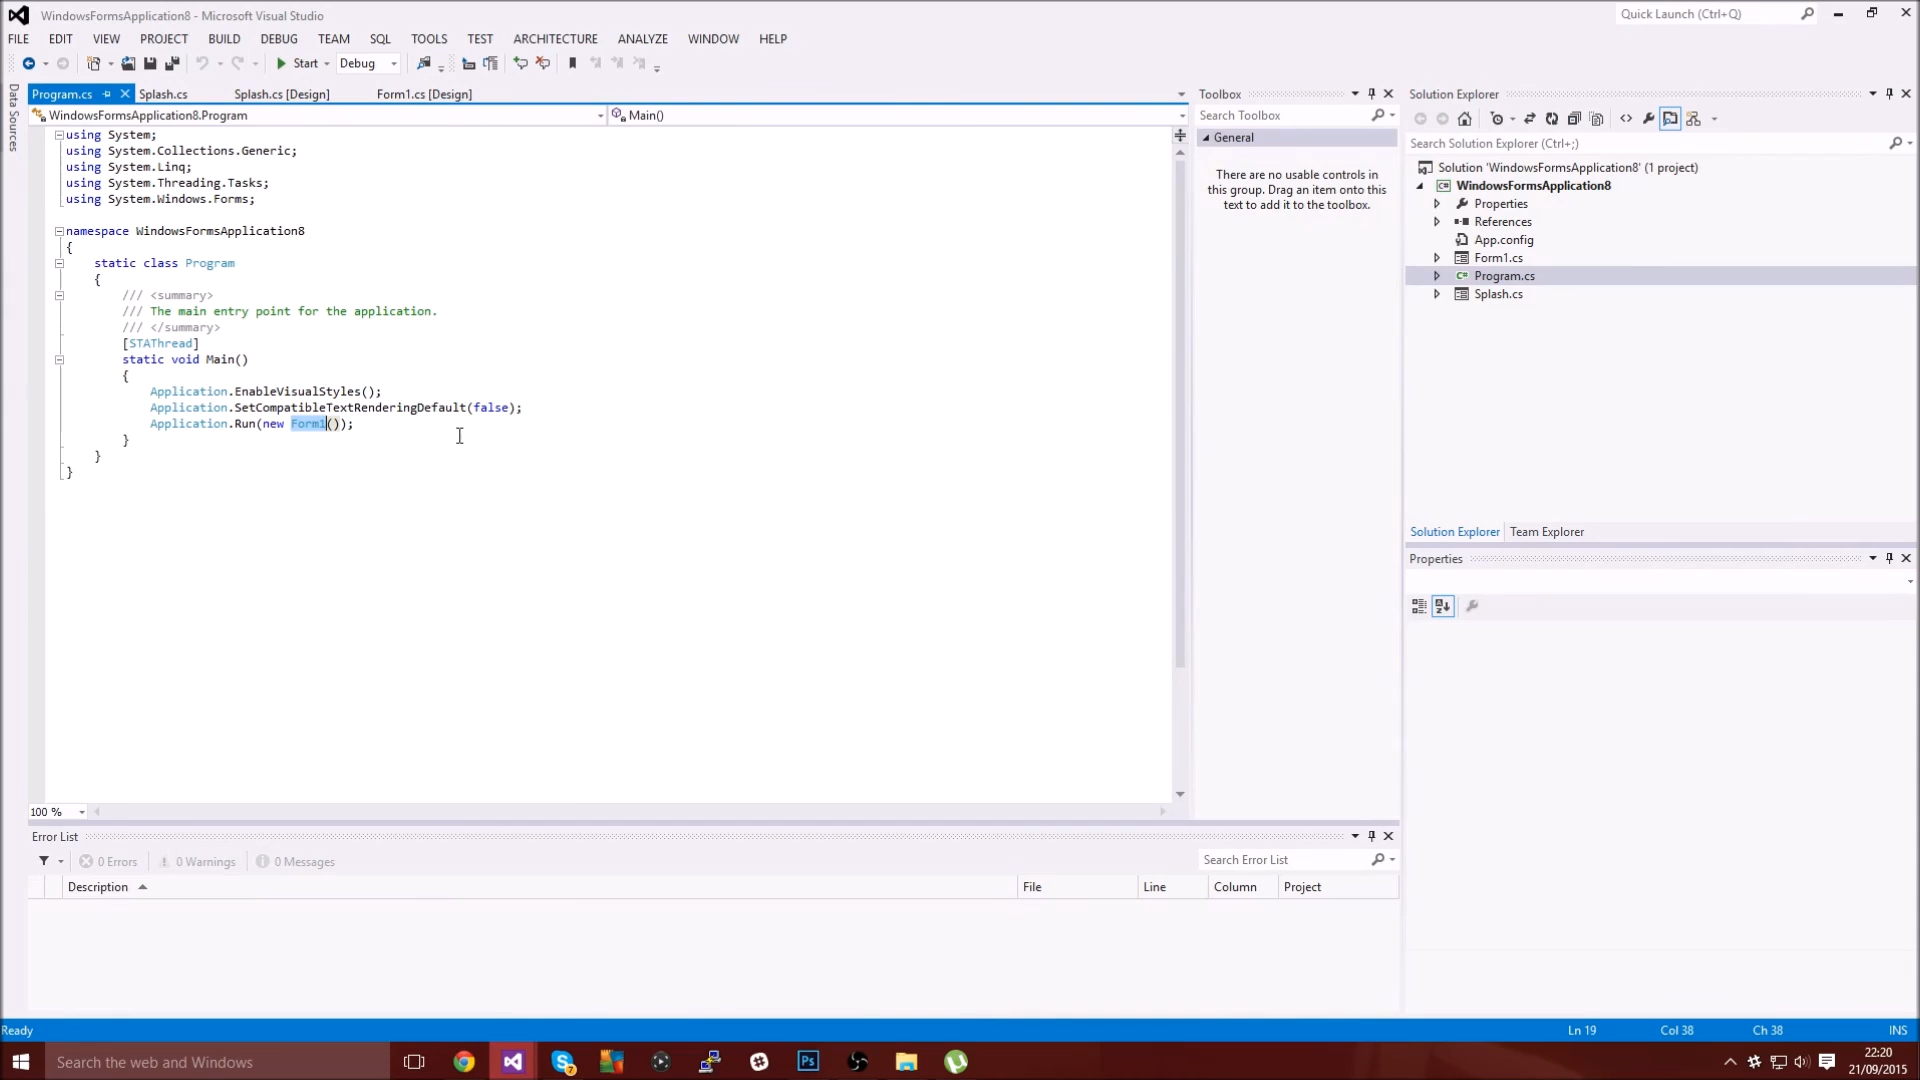 WindowsFormsApplication8 - Microsoft Visual Studio
Quick Launch (Ctrl+Q)
FILE EDIT VIEW PROJECT BUILD DEBUG TEAM SQL TOOLS TEST ARCHITECTURE ANALYZE WINDOW HELP
Start Debug
Data Sources
Program.cs Splash.cs Splash.cs [Design] Form1.cs [Design]
WindowsFormsApplication8.Program Main()
using System;
using System.Collections.Generic;
using System.Linq;
using System.Threading.Tasks;
using System.Windows.Forms;
namespace WindowsFormsApplication8
{
static class Program
{
/// <summary>
/// The main entry point for the application.
/// </summary>
[STAThread]
static void Main()
{
Application.EnableVisualStyles();
Application.SetCompatibleTextRenderingDefault(false);
Application.Run(new Form1());
}
}
}
100 %
Toolbox
Search Toolbox
General
There are no usable controls in
this group. Drag an item onto this
text to add it to the toolbox.
Solution Explorer
Search Solution Explorer (Ctrl+;)
Solution 'WindowsFormsApplication8' (1 project)
WindowsFormsApplication8
Properties
References
App.config
Form1.cs
Program.cs
Splash.cs
Solution Explorer Team Explorer
Properties
Error List
0 Errors 0 Warnings 0 Messages
Search Error List
Description File Line Column Project
Ready Ln 19 Col 38 Ch 38 INS
Search the web and Windows
22:20
21/09/2015